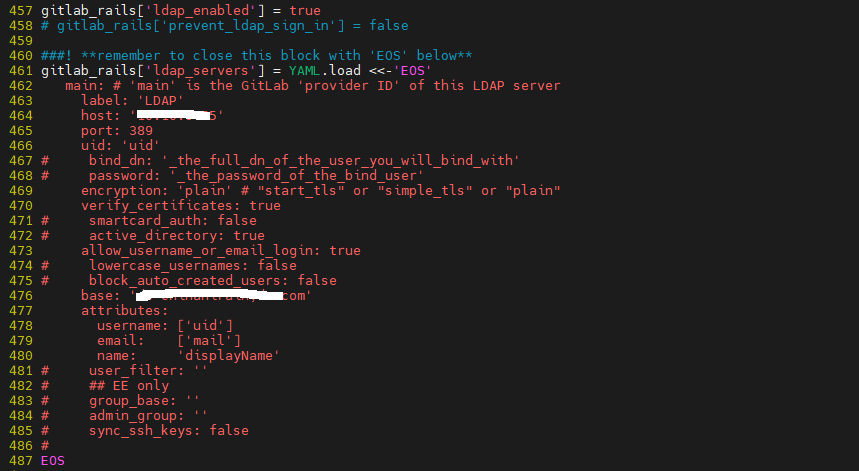 457 gitlab_rails['ldap_enabled'] = true
458 # gitlab_rails['prevent_ldap_sign_in'] = false
459
460 ###! **remember to close this block with 'EOS' below**
461 gitlab_rails['ldap_servers'] = YAML.load <<-'EOS'
462    main: # 'main' is the GitLab 'provider ID' of this LDAP server
463      label: 'LDAP'
464      host: '5'
465      port: 389
466      uid: 'uid'
467 #     bind_dn: '_the_full_dn_of_the_user_you_will_bind_with'
468 #     password: '_the_password_of_the_bind_user'
469      encryption: 'plain' # "start_tls" or "simple_tls" or "plain"
470      verify_certificates: true
471 #     smartcard_auth: false
472 #     active_directory: true
473      allow_username_or_email_login: true
474 #     lowercase_usernames: false
475 #     block_auto_created_users: false
476      base: 'com'
477      attributes:
478        username: ['uid']
479        email:    ['mail']
480        name:     'displayName'
481 #     user_filter: ''
482 #     ## EE only
483 #     group_base: ''
484 #     admin_group: ''
485 #     sync_ssh_keys: false
486 #
487 EOS